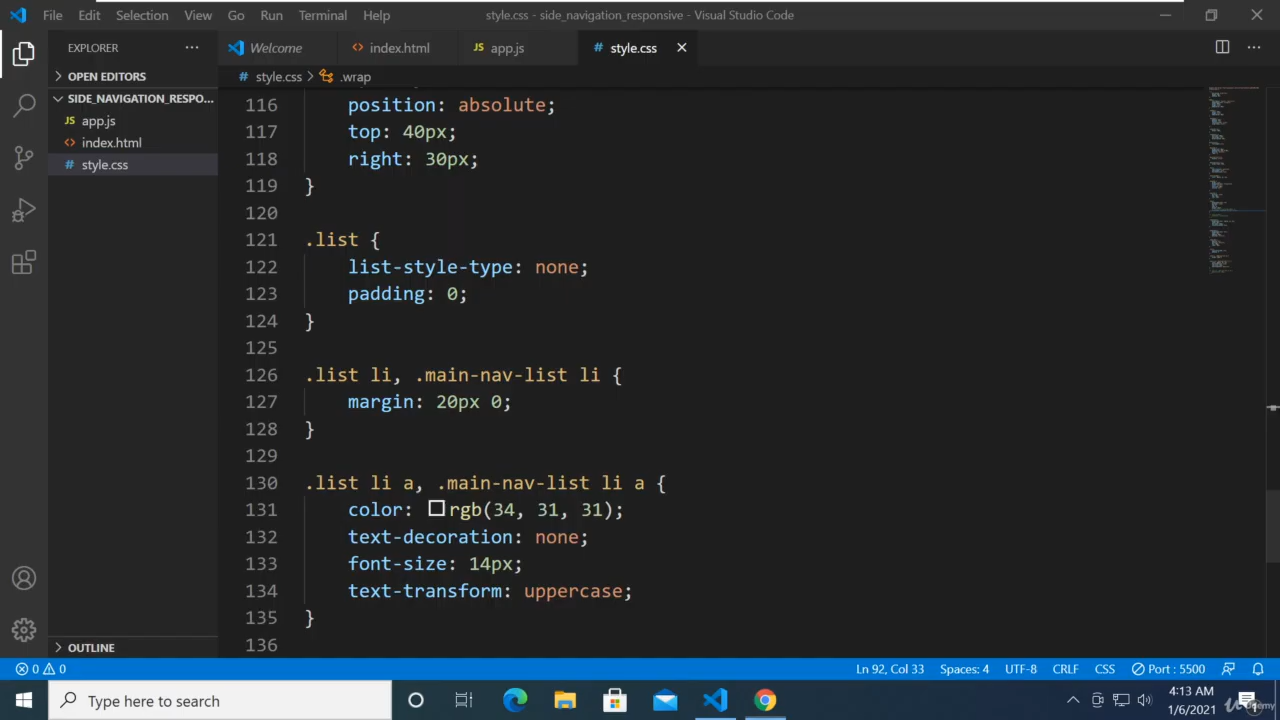 File Edit Selection View Go Run Terminal Help style.css - side_navigation_responsive - Visual Studio Code
EXPLORER
Welcome index.html app.js style.css
OPEN EDITORS
SIDE_NAVIGATION_RESPO...
app.js
index.html
style.css
OUTLINE
style.css .wrap
116 position: absolute;
117 top: 40px;
118 right: 30px;
119 }
120
121 .list {
122 list-style-type: none;
123 padding: 0;
124 }
125
126 .list li, .main-nav-list li {
127 margin: 20px 0;
128 }
129
130 .list li a, .main-nav-list li a {
131 color: rgb(34, 31, 31);
132 text-decoration: none;
133 font-size: 14px;
134 text-transform: uppercase;
135 }
136
0 0 Ln 92, Col 33 Spaces: 4 UTF-8 CRLF CSS Port : 5500
Type here to search
4:13 AM
1/6/2021
Udemy